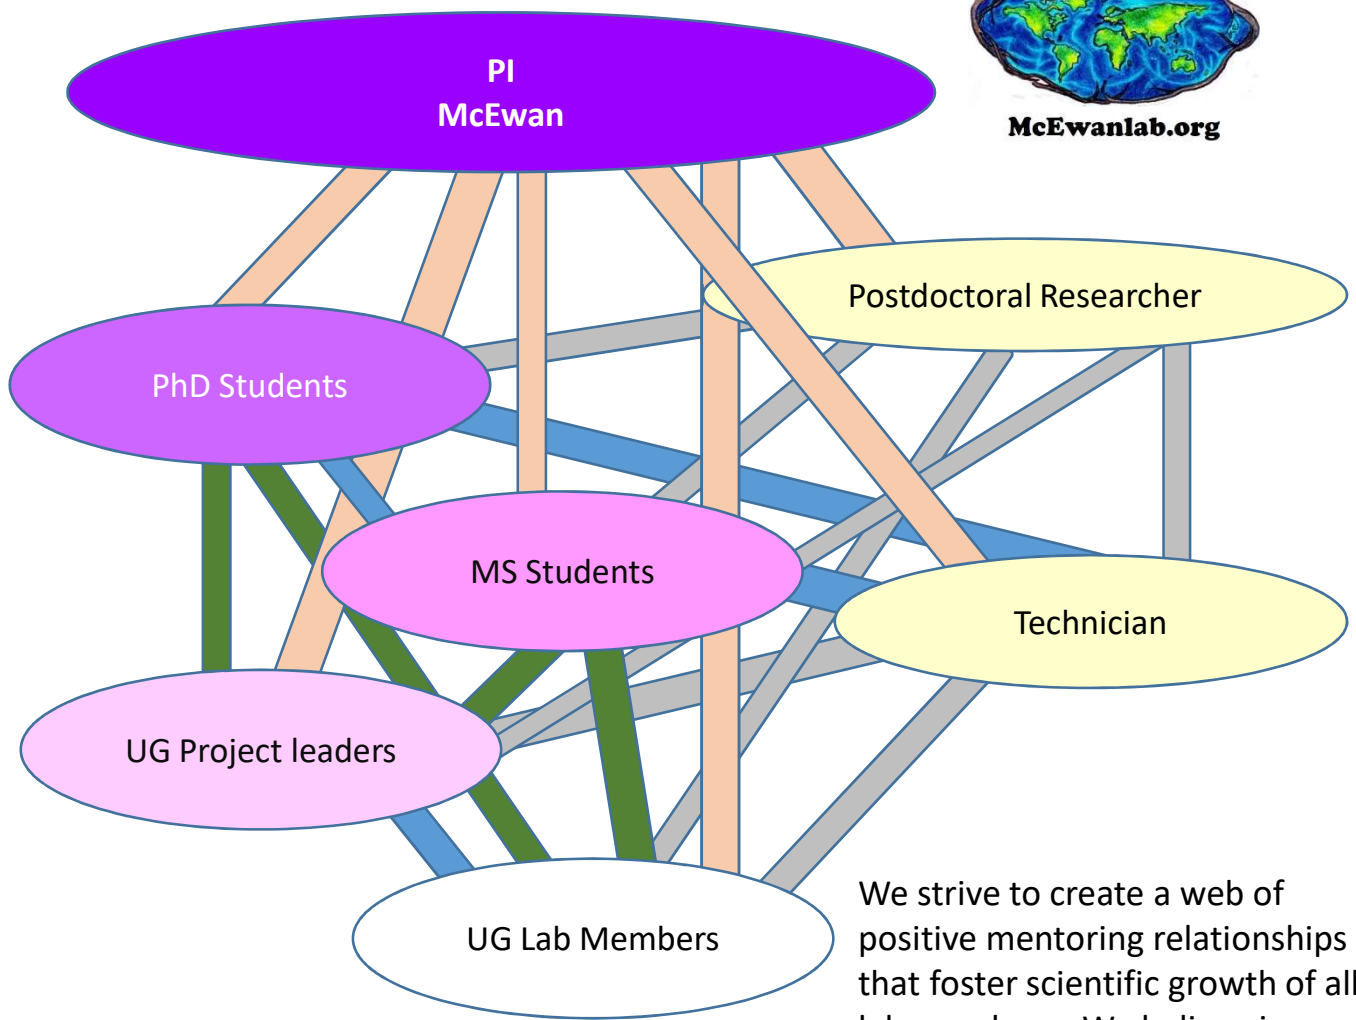 PI
McEwan
McEwanlab.org
Postdoctoral Researcher
PhD Students
MS Students
Technician
UG Project leaders
UG Lab Members
We strive to create a web of
positive mentoring relationships
that foster scientific growth of all